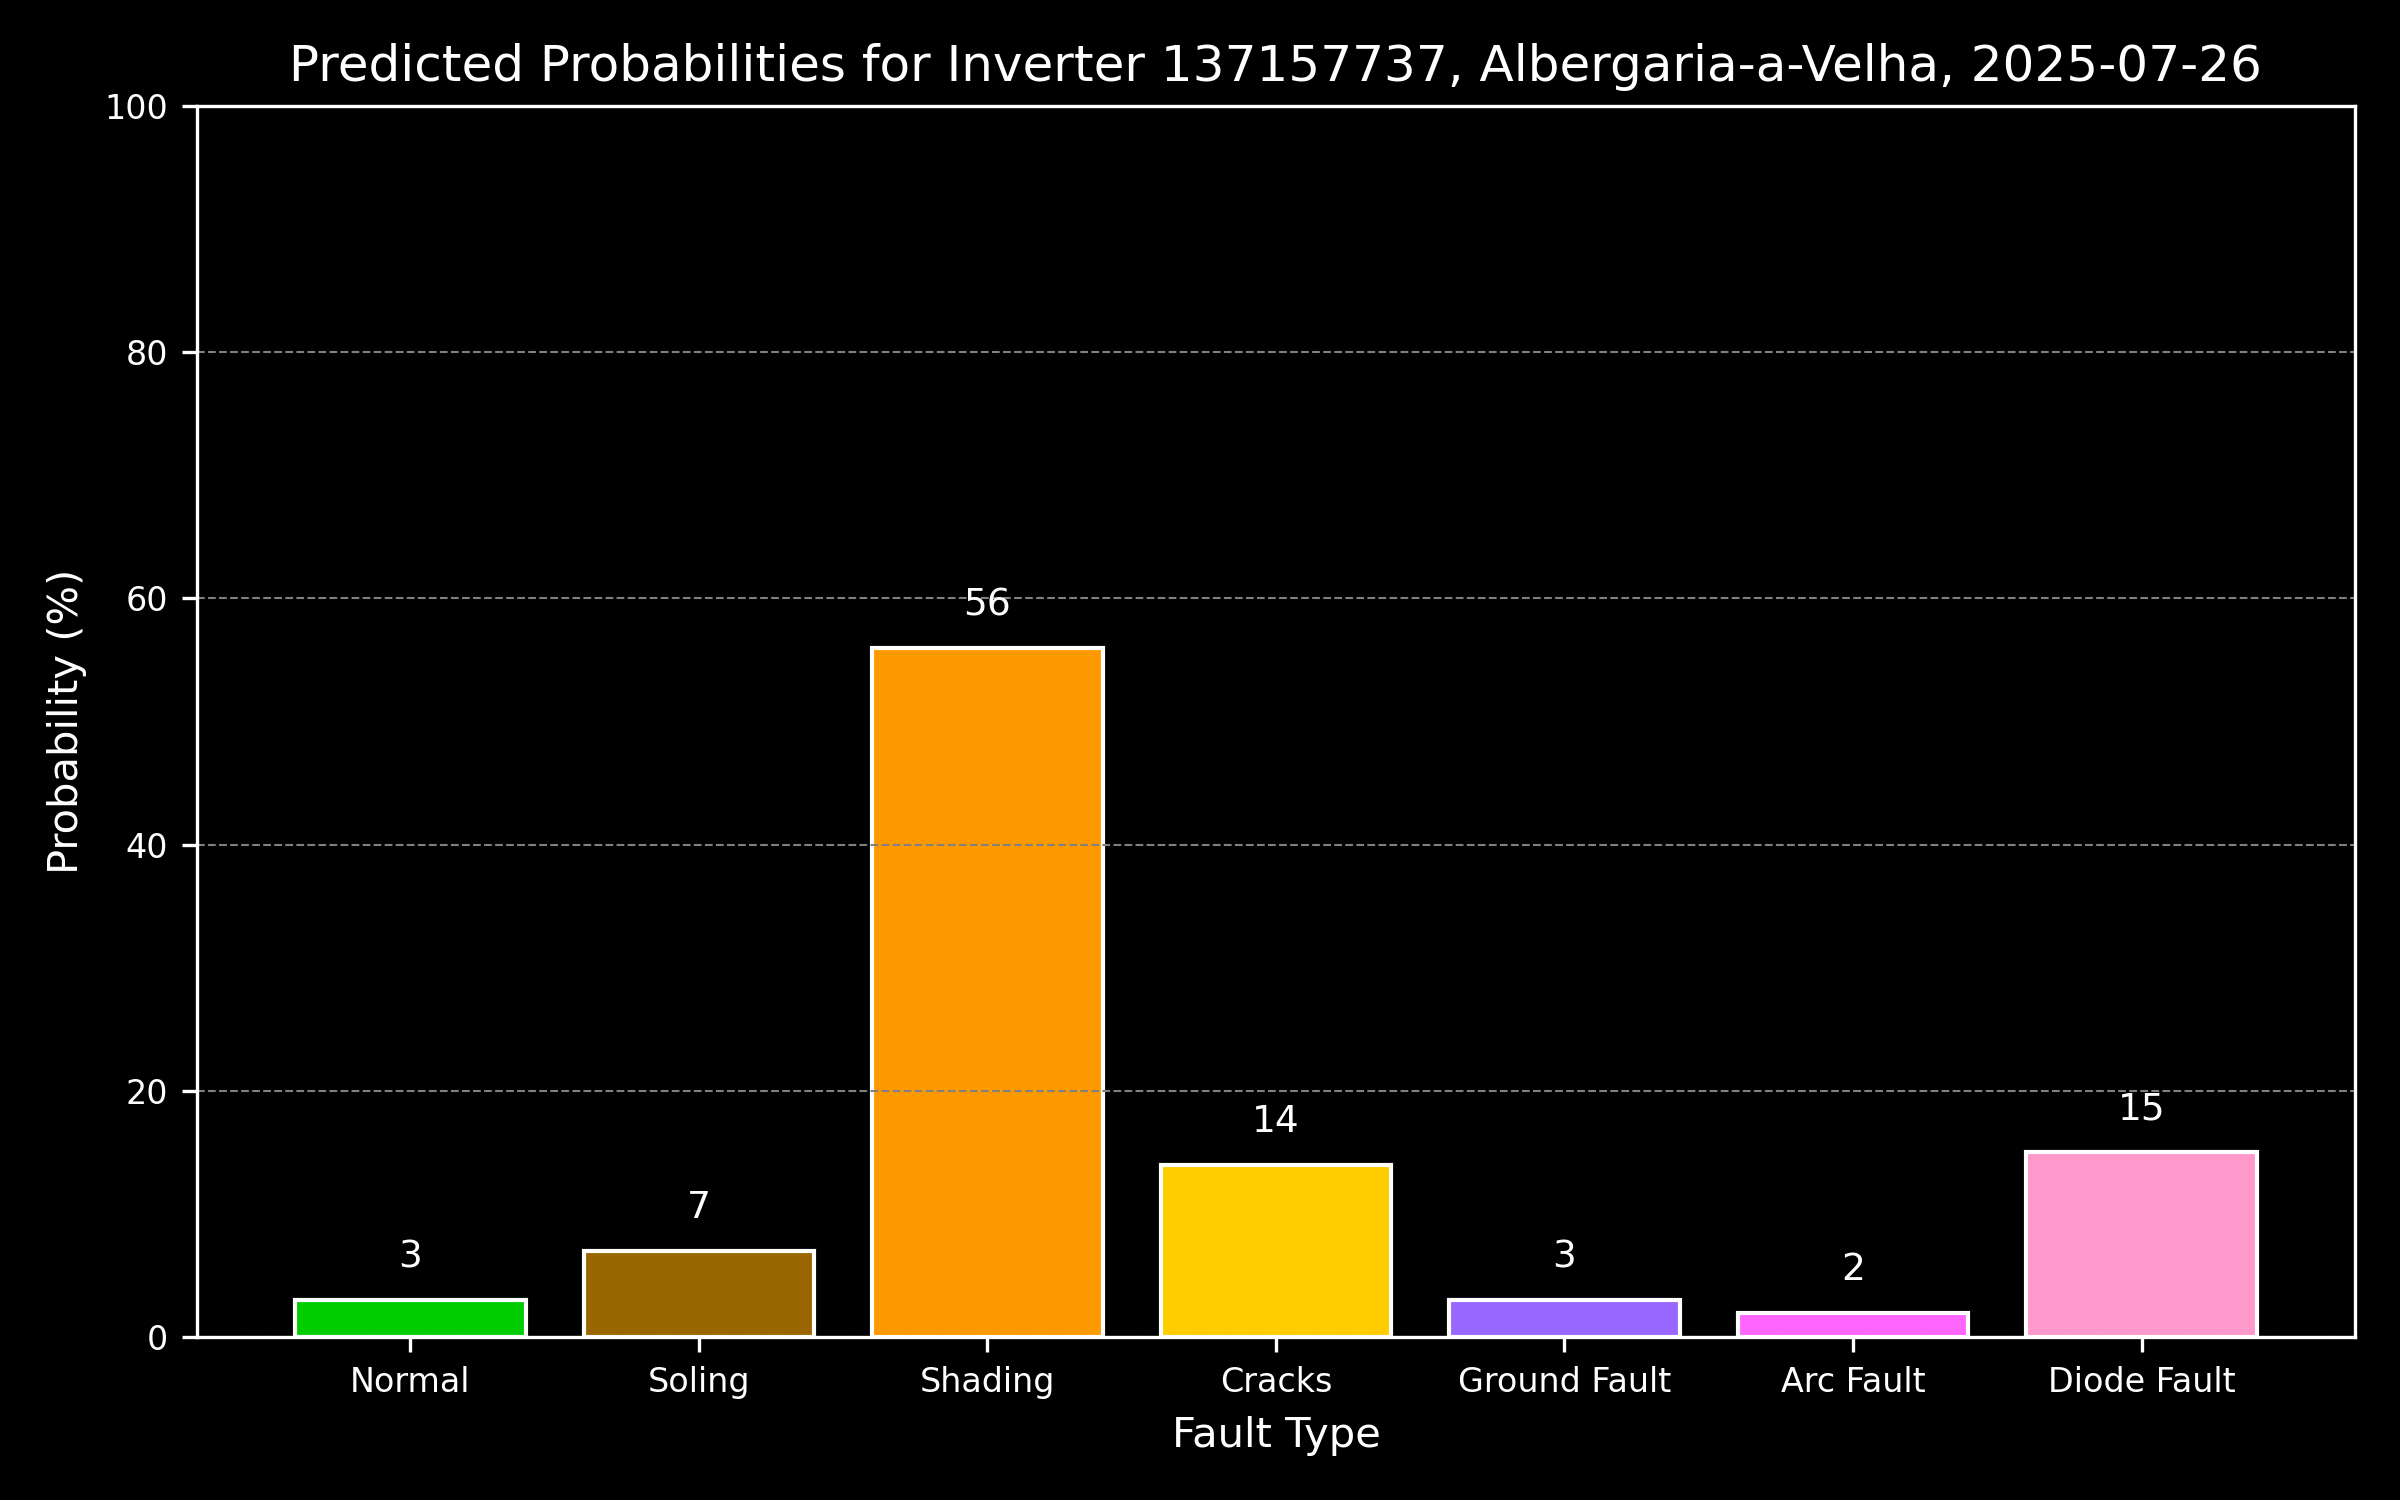 Predicted Probabilities for Inverter 137157737, Albergaria-a-Velha, 2025-07-26
Probability (%)
100
80
60
40
20
0
3
7
56
14
3
2
15
Normal
Soling
Shading
Cracks
Ground Fault
Arc Fault
Diode Fault
Fault Type